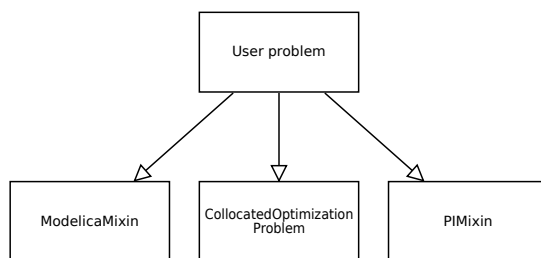 User problem
ModelicaMixin
CollocatedOptimization
Problem
PIMixin